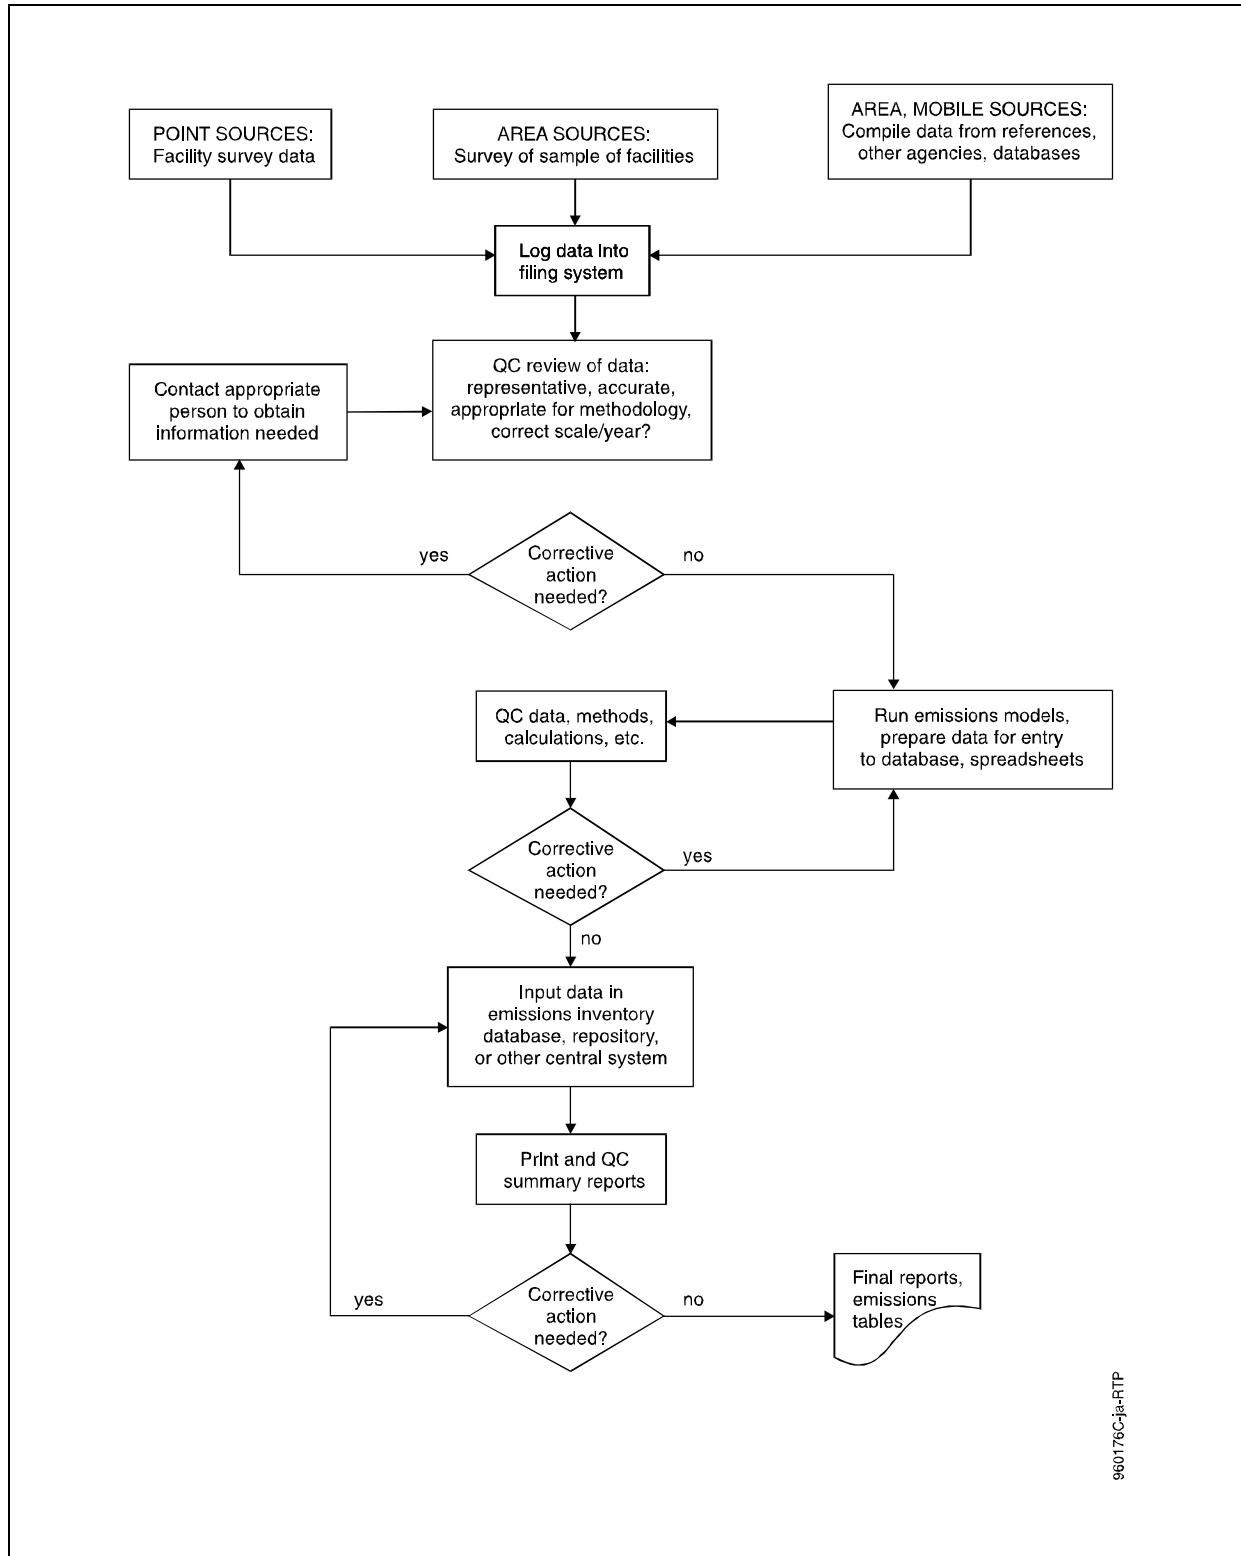 POINT SOURCES:
Facility survey data
AREA SOURCES:
Survey of sample of facilities
AREA, MOBILE SOURCES:
Compile data from references,
other agencies, databases
Log data into
filing system
Contact appropriate
person to obtain
information needed
QC review of data:
representative, accurate,
appropriate for methodology,
correct scale/year?
yes
Corrective
action
needed?
no
QC data, methods,
calculations, etc.
Run emissions models,
prepare data for entry
to database, spreadsheets
Corrective
action
needed?
yes
no
Input data in
emissions inventory
database, repository,
or other central system
Print and QC
summary reports
yes
Corrective
action
needed?
no
Final reports,
emissions
tables
960176C-ja-RTP